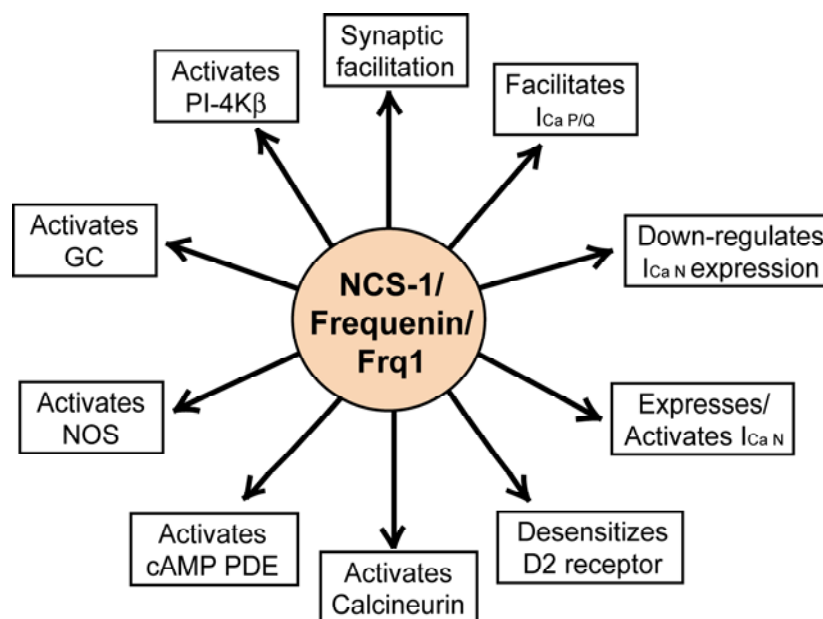 Synaptic
facilitation
Activates
PI-4Kβ
Facilitates
ICa P/Q
Activates
GC
Down-regulates
ICa N expression
NCS-1/
Frequenin/
Frq1
Activates
NOS
Expresses/
Activates ICa N
Activates
cAMP PDE
Activates
Calcineurin
Desensitizes
D2 receptor